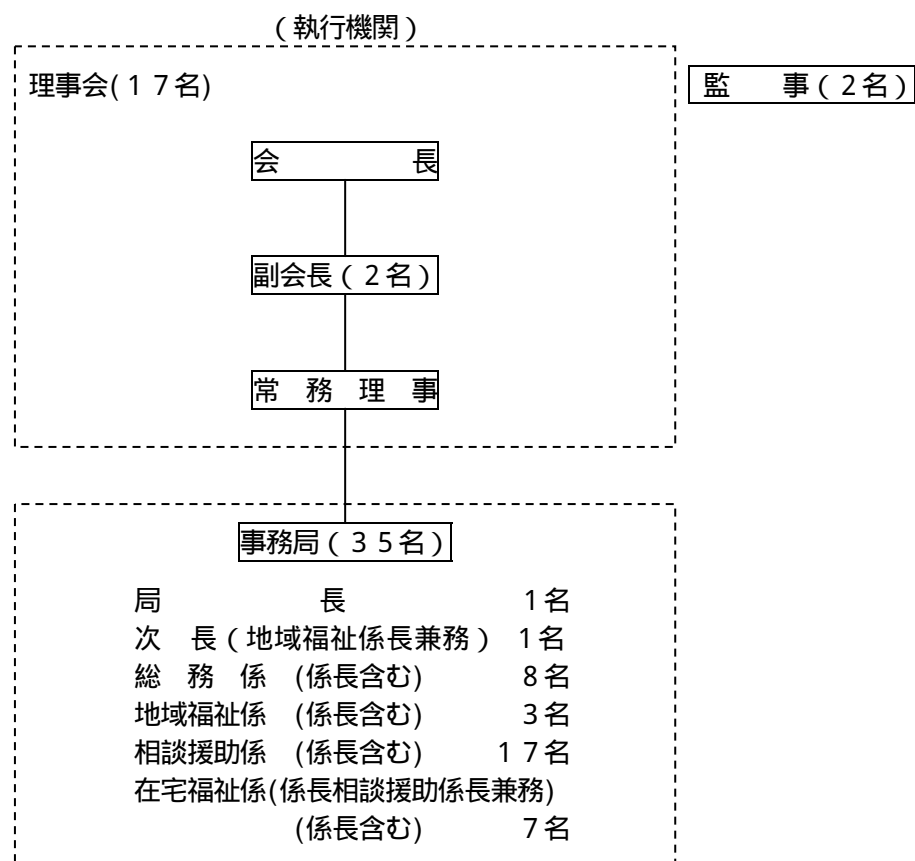 (執行機関)
理事会(17名)
監　事(2名)
会　長
副会長(2名)
常務理事
事務局(35名)
局　長　1名
次　長(地域福祉係長兼務)　1名
総務係　(係長含む)　8名
地域福祉係　(係長含む)　3名
相談援助係　(係長含む)　17名
在宅福祉係(係長相談援助係長兼務)
(係長含む)　7名